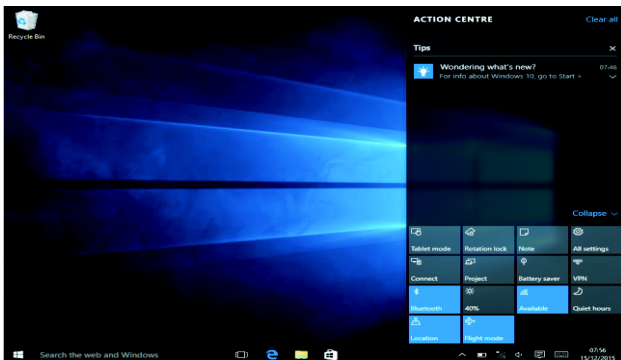 Recycle Bin
ACTION CENTRE Clear all
Tips
Wondering what's new? 07:46
For info about Windows 10, go to Start >
Collapse
Tablet mode Rotation lock Note All settings
Connect Project Battery saver VPN
Bluetooth 40% Available Quiet hours
Location Flight mode
Search the web and Windows
07:56
15/12/2015